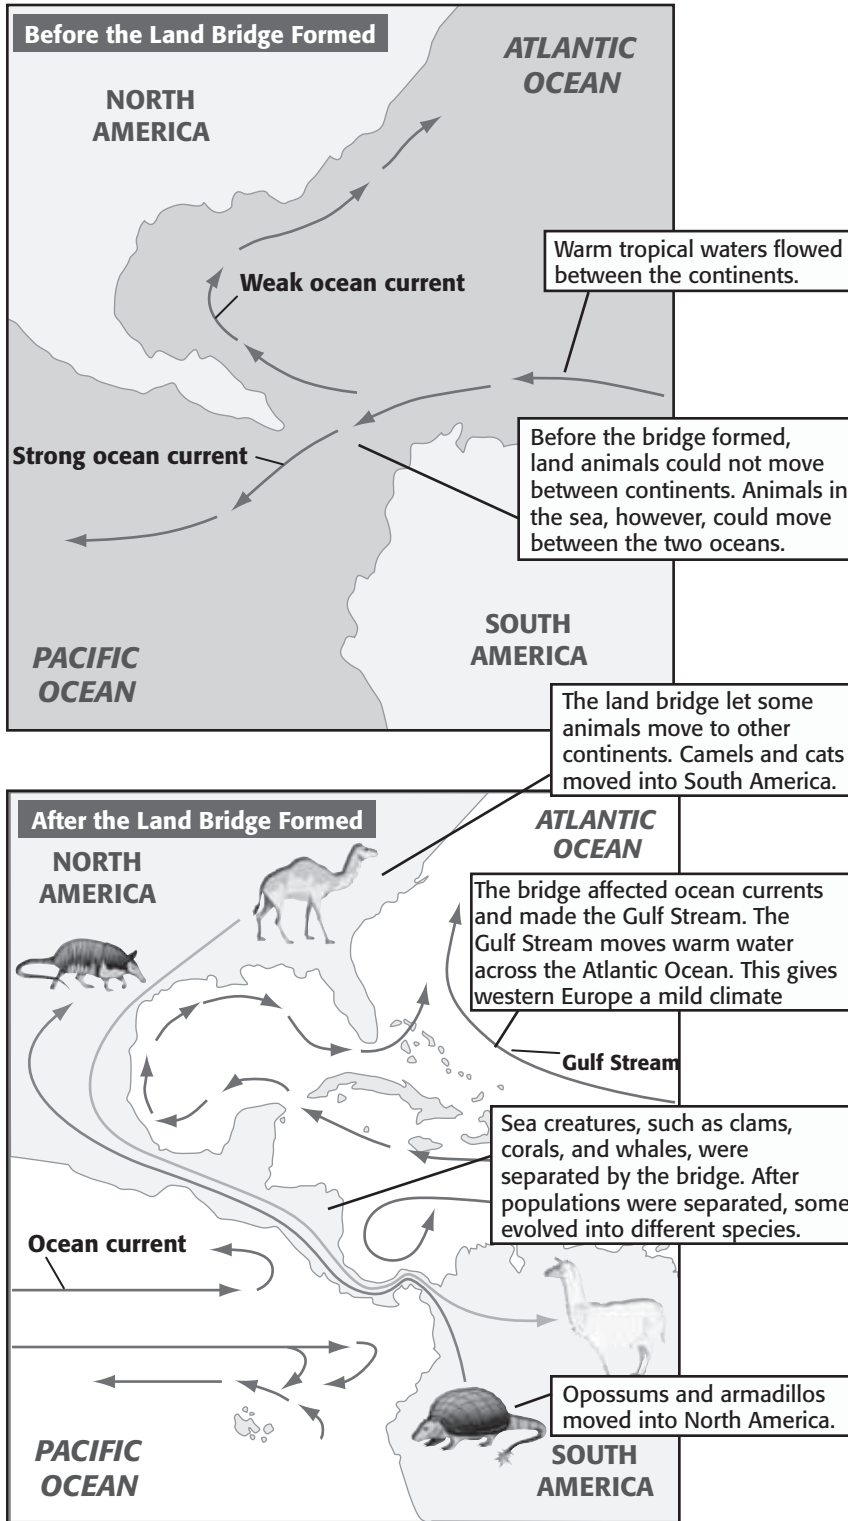 Before the Land Bridge Formed
ATLANTIC
OCEAN
NORTH
AMERICA
Warm tropical waters flowed
between the continents.
Weak ocean current
Before the bridge formed,
land animals could not move
between continents. Animals in
the sea, however, could move
between the two oceans.
Strong ocean current
SOUTH
AMERICA
PACIFIC
OCEAN
The land bridge let some
animals move to other
continents. Camels and cats
moved into South America.
After the Land Bridge Formed
ATLANTIC
OCEAN
NORTH
AMERICA
The bridge affected ocean currents
and made the Gulf Stream. The
Gulf Stream moves warm water
across the Atlantic Ocean. This gives
western Europe a mild climate
Gulf Stream
Sea creatures, such as clams,
corals, and whales, were
separated by the bridge. After
populations were separated, some
evolved into different species.
Ocean current
Opossums and armadillos
moved into North America.
PACIFIC
OCEAN
SOUTH
AMERICA